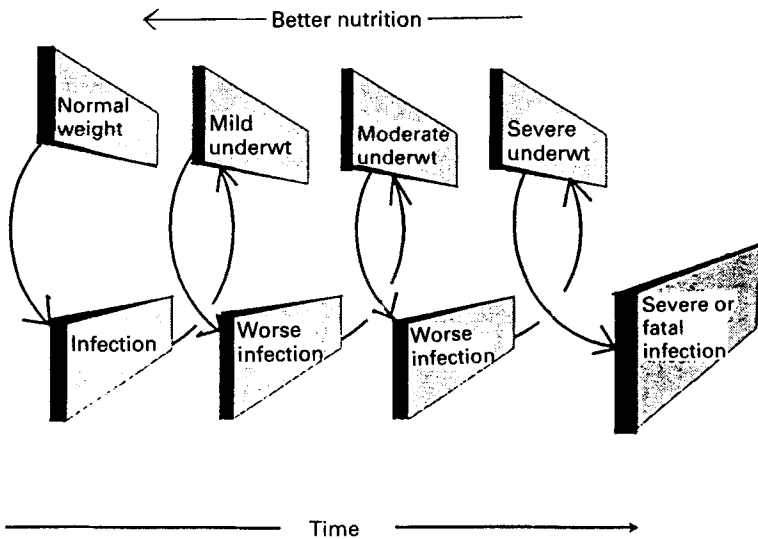 Better nutrition
Normal
weight
Mild
underwt
Moderate
underwt
Severe
underwt
Infection
Worse
infection
Worse
infection
Severe or
fatal
infection
Time